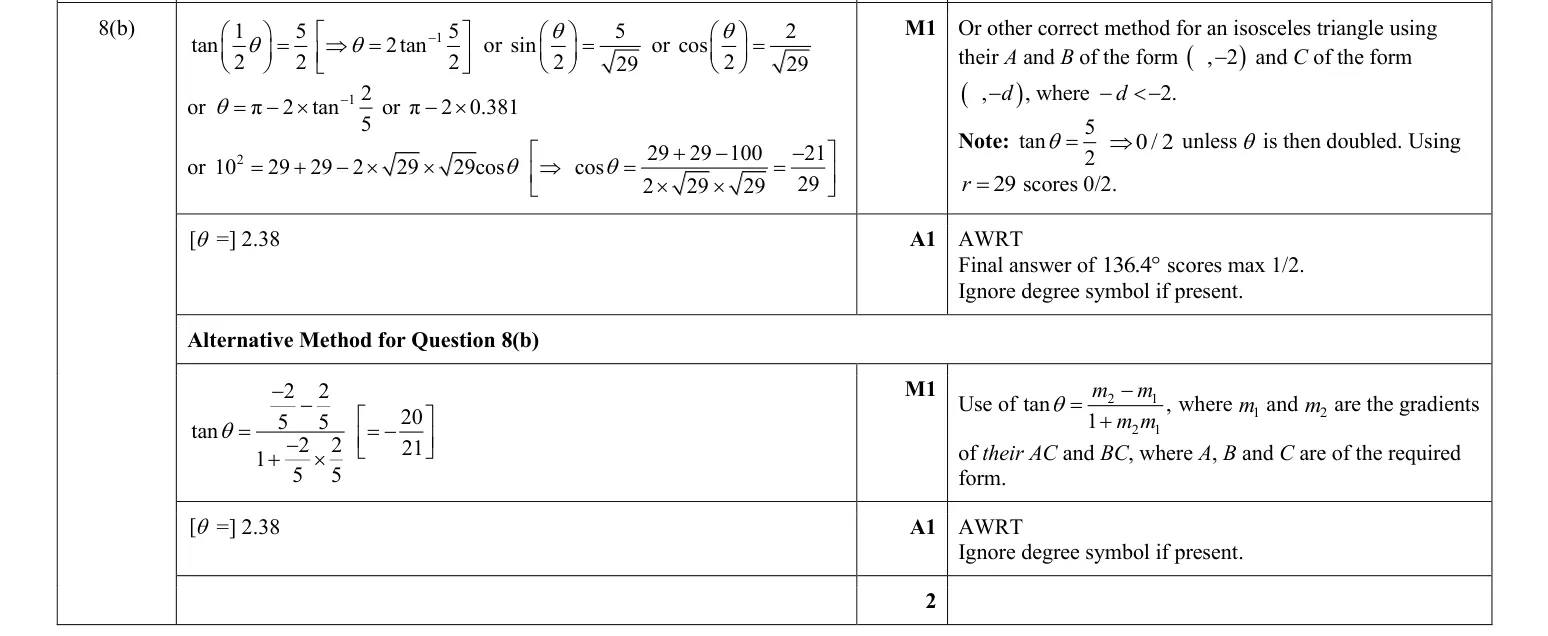 8(b)
tan(1/2 θ) = 5/2 [⇒ θ = 2 tan⁻¹ 5/2] or sin(θ/2) = 5/√29 or cos(θ/2) = 2/√29
or θ = π − 2 × tan⁻¹ 2/5 or π − 2 × 0.381
or 10² = 29 + 29 − 2 × √29 × √29cosθ [⇒ cosθ = (29 + 29 − 100)/(2 × √29 × √29) = −21/29]
M1
Or other correct method for an isosceles triangle using
their A and B of the form ( ,−2) and C of the form
( ,−d), where − d < −2.
Note: tanθ = 5/2 ⇒ 0 / 2 unless θ is then doubled. Using
r = 29 scores 0/2.
[θ =] 2.38
A1
AWRT
Final answer of 136.4° scores max 1/2.
Ignore degree symbol if present.
Alternative Method for Question 8(b)
tanθ = (−2/5 − 2/5)/(1 + −2/5 × 2/5) [= − 20/21]
M1
Use of tanθ = (m₂ − m₁)/(1 + m₂m₁), where m₁ and m₂ are the gradients
of their AC and BC, where A, B and C are of the required
form.
[θ =] 2.38
A1
AWRT
Ignore degree symbol if present.
2